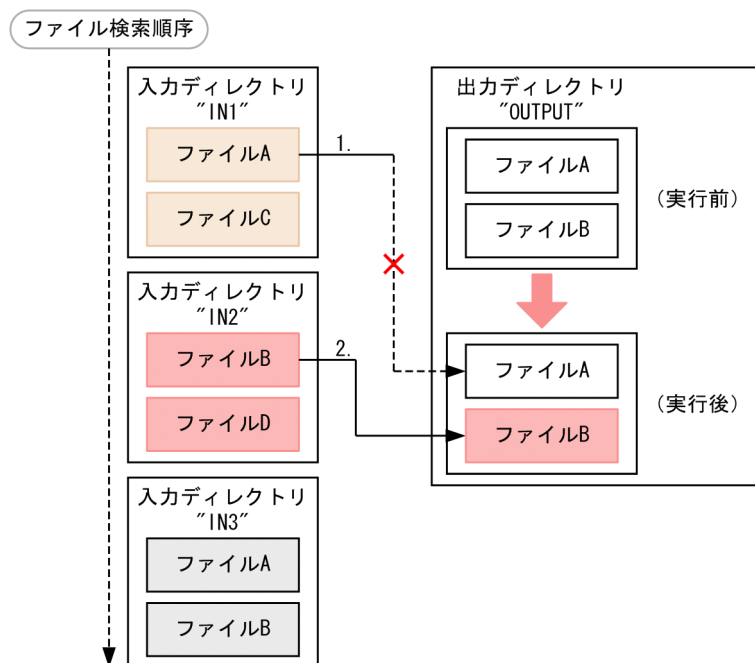 ファイル検索順序
入力ディレクトリ
"IN1"
ファイルA
ファイルC
1.
入力ディレクトリ
"IN2"
ファイルB
ファイルD
2.
入力ディレクトリ
"IN3"
ファイルA
ファイルB
出力ディレクトリ
"OUTPUT"
ファイルA
ファイルB
(実行前)
ファイルA
ファイルB
(実行後)